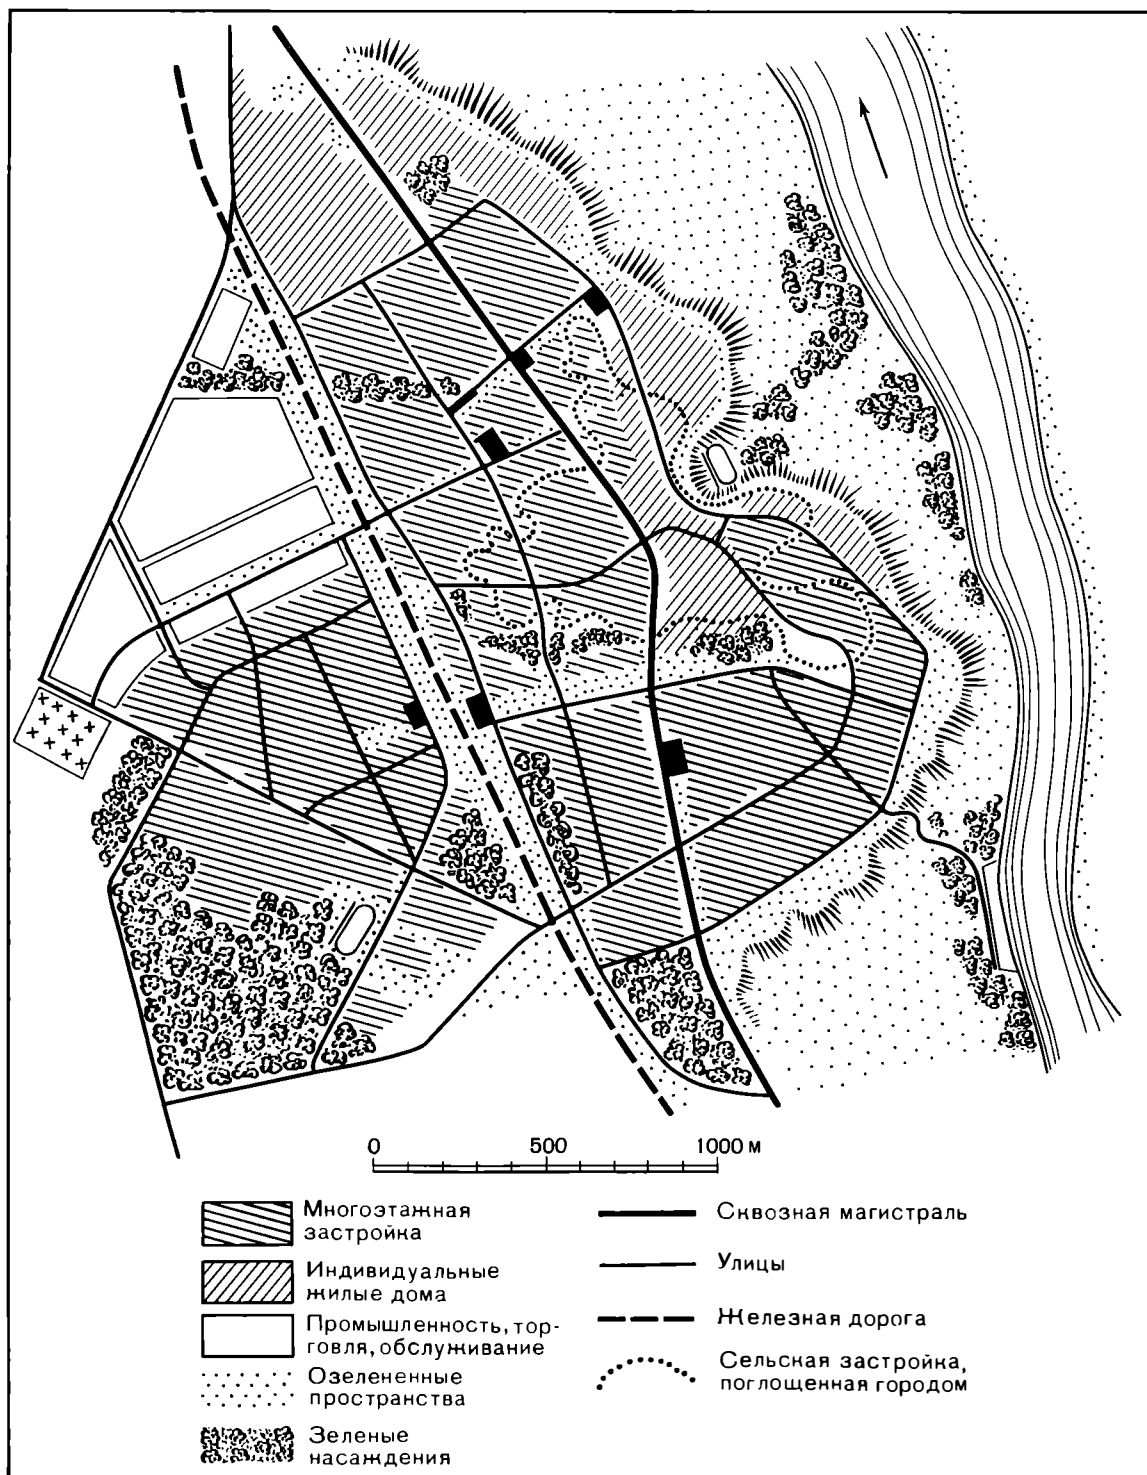 0 500 1000 м
Многоэтажная
застройка
Индивидуальные
жилые дома
Промышленность, тор-
говля, обслуживание
Озелененные
пространства
Зеленые
насаждения
Сквозная магистраль
Улицы
Железная дорога
Сельская застройка,
поглощенная городом